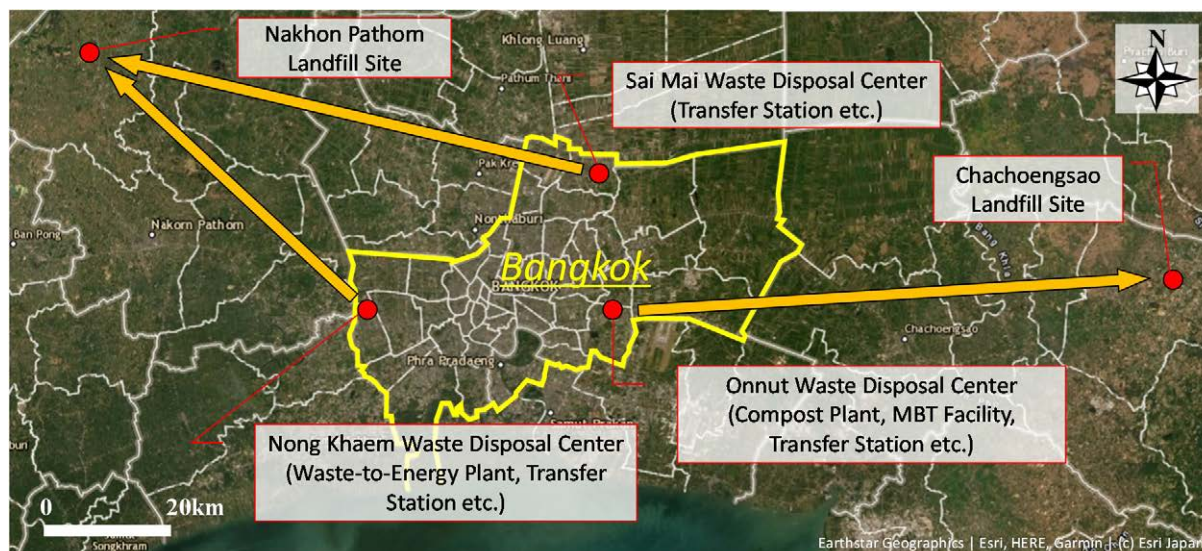 Nakhon Pathom
Landfill Site
Khlong Luang
Pathum Thani
Sai Mai Waste Disposal Center
(Transfer Station etc.)
N
Chachoengsao
Landfill Site
Pak Kre
Nakorn Pathom
Ban Pong
Bang Khla
Bangkok
BANGKOK
Chachoengsao
Phra Pradaeng
Samut Prakan
Onnut Waste Disposal Center
(Compost Plant, MBT Facility,
Transfer Station etc.)
Nong Khaem Waste Disposal Center
(Waste-to-Energy Plant, Transfer
Station etc.)
0 20km
Songkhram
Earthstar Geographics | Esri, HERE, Garmin | (c) Esri Japan